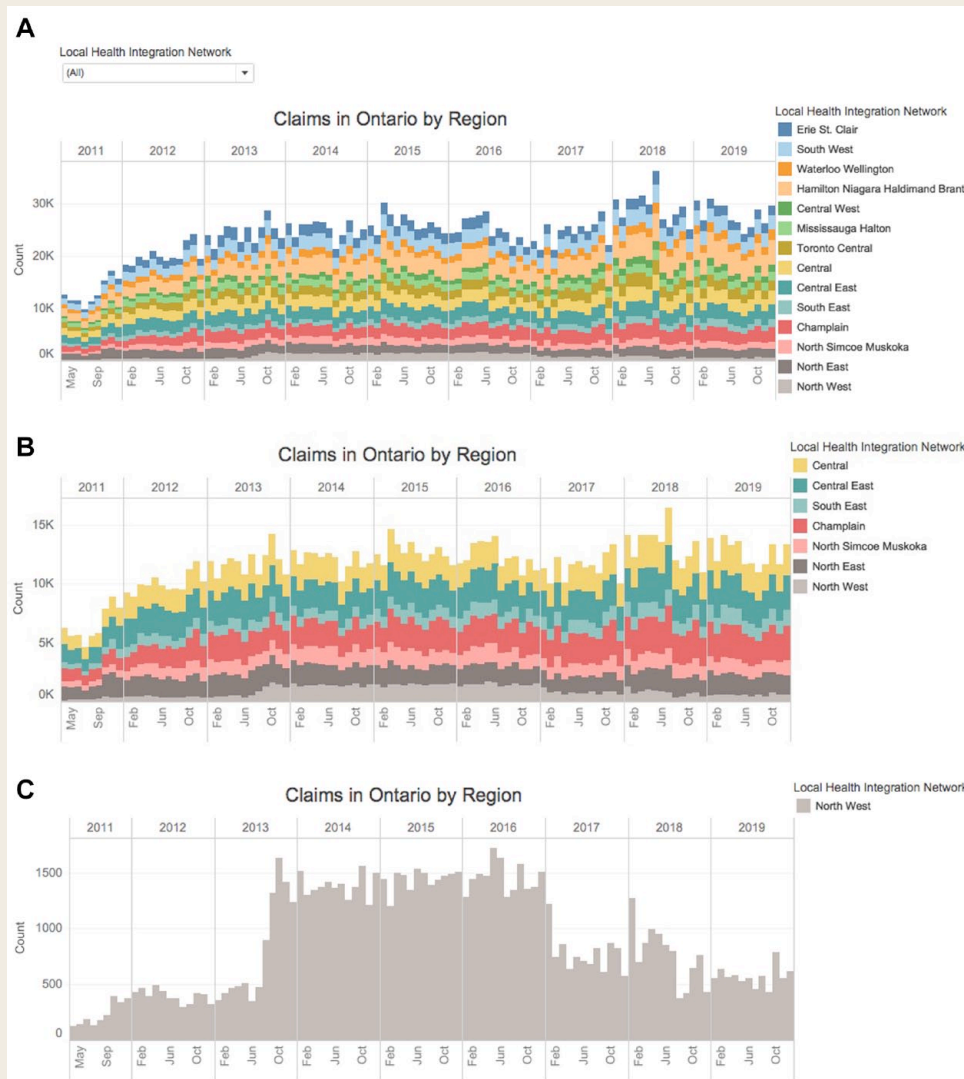 A
Local Health Integration Network
(All)
Claims in Ontario by Region
2011 2012 2013 2014 2015 2016 2017 2018 2019
30K
20K
10K
0K
Count
May Sep Feb Jun Oct Feb Jun Oct Feb Jun Oct Feb Jun Oct Feb Jun Oct Feb Jun Oct Feb Jun Oct Feb Jun Oct
Local Health Integration Network
Erie St. Clair
South West
Waterloo Wellington
Hamilton Niagara Haldimand Brant
Central West
Mississauga Halton
Toronto Central
Central
Central East
South East
Champlain
North Simcoe Muskoka
North East
North West
B
Claims in Ontario by Region
2011 2012 2013 2014 2015 2016 2017 2018 2019
15K
10K
5K
0K
Count
May Sep Feb Jun Oct Feb Jun Oct Feb Jun Oct Feb Jun Oct Feb Jun Oct Feb Jun Oct Feb Jun Oct Feb Jun Oct
Local Health Integration Network
Central
Central East
South East
Champlain
North Simcoe Muskoka
North East
North West
C
Claims in Ontario by Region
2011 2012 2013 2014 2015 2016 2017 2018 2019
1500
1000
500
0
Count
May Sep Feb Jun Oct Feb Jun Oct Feb Jun Oct Feb Jun Oct Feb Jun Oct Feb Jun Oct Feb Jun Oct Feb Jun Oct
Local Health Integration Network
North West